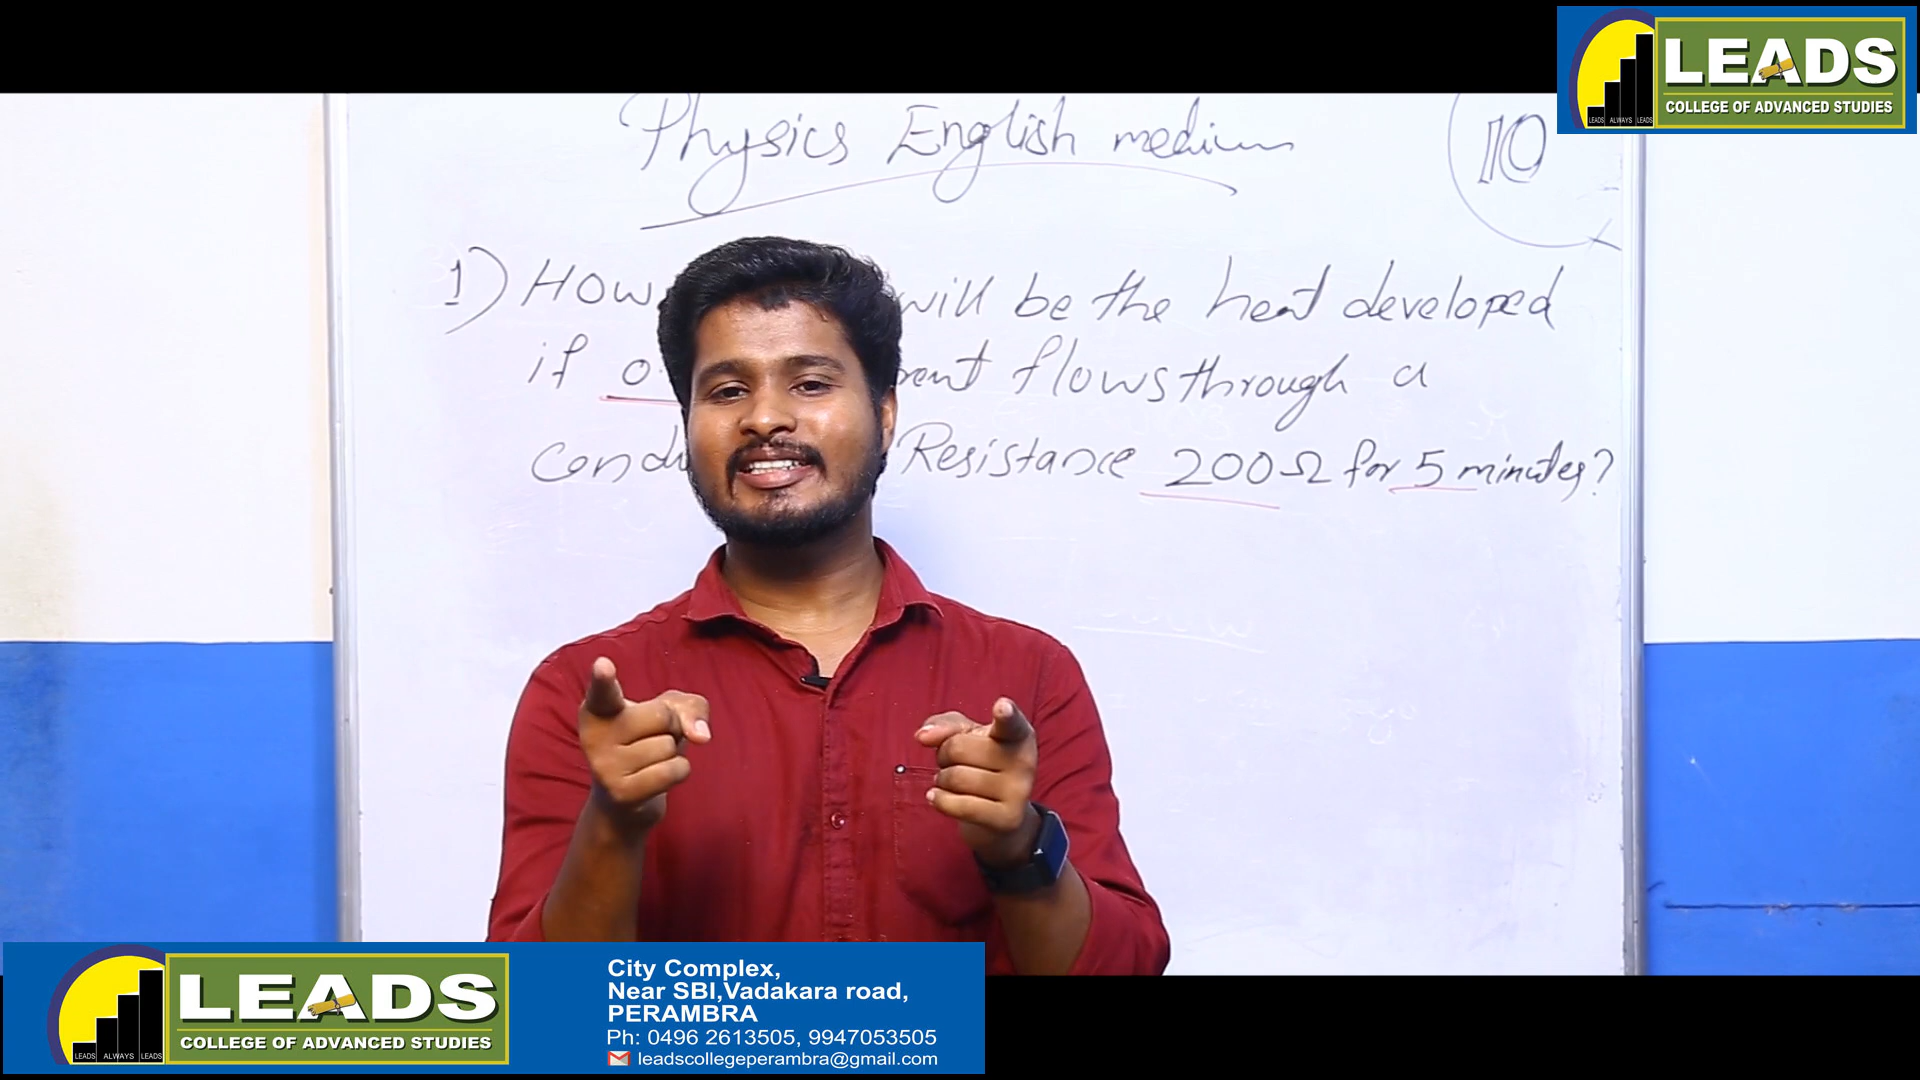 LEADS
COLLEGE OF ADVANCED STUDIES
LEADS ALWAYS LEADS
Physics English medium
10
1) How will be the heat developed
if 0. flows through a
Resistance 200Ω for 5 minutes?
LEADS
COLLEGE OF ADVANCED STUDIES
LEADS ALWAYS LEADS
City Complex,
Near SBI,Vadakara road,
PERAMBRA
Ph: 0496 2613505, 9947053505
leadscollegeperambra@gmail.com